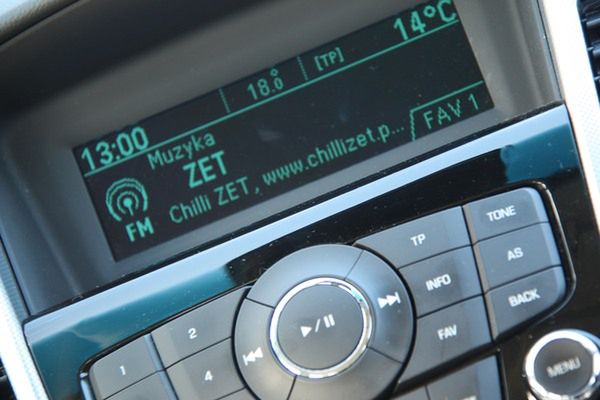 18.0° [TP] 14°C
13:00 Muzyka
ZET
Chilli ZET , www.chillizet.p... FAV 1
FM
TP TONE
INFO AS
FAV BACK
1 2
4
MENU